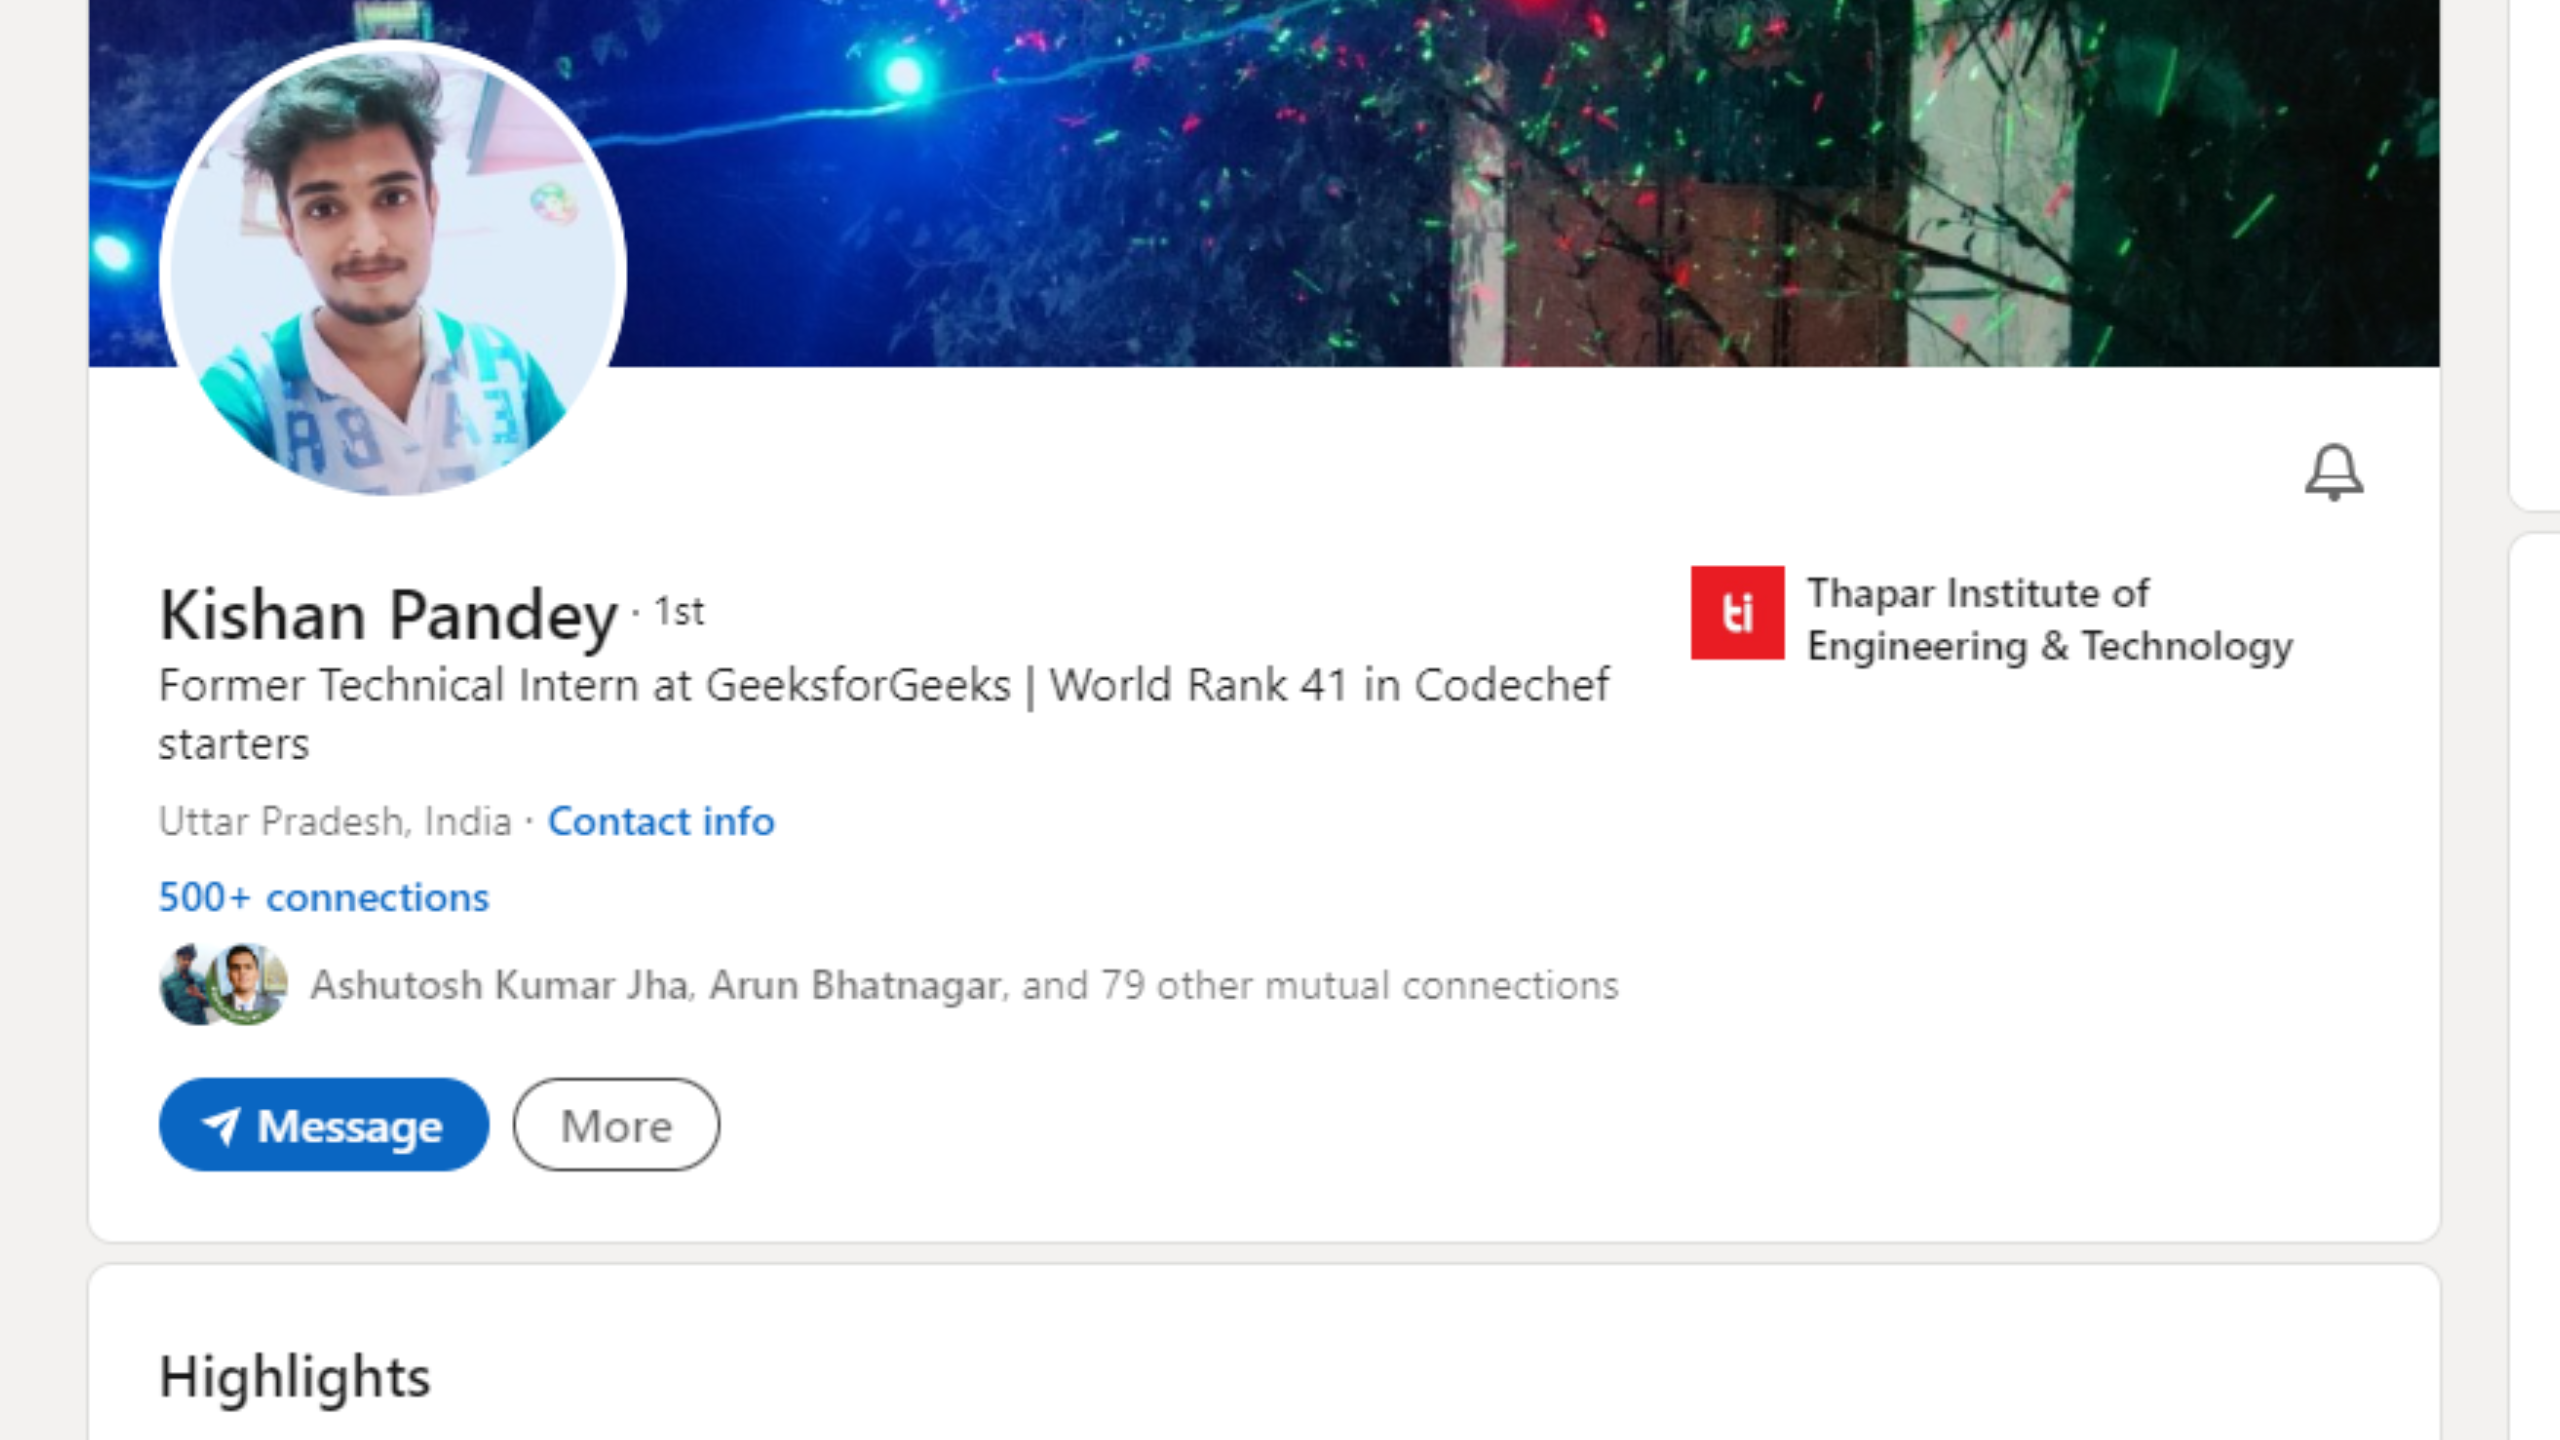 Kishan Pandey · 1st
Former Technical Intern at GeeksforGeeks | World Rank 41 in Codechef
starters
Uttar Pradesh, India · Contact info
500+ connections
Ashutosh Kumar Jha, Arun Bhatnagar, and 79 other mutual connections
Message
More
ti
Thapar Institute of
Engineering & Technology
Highlights